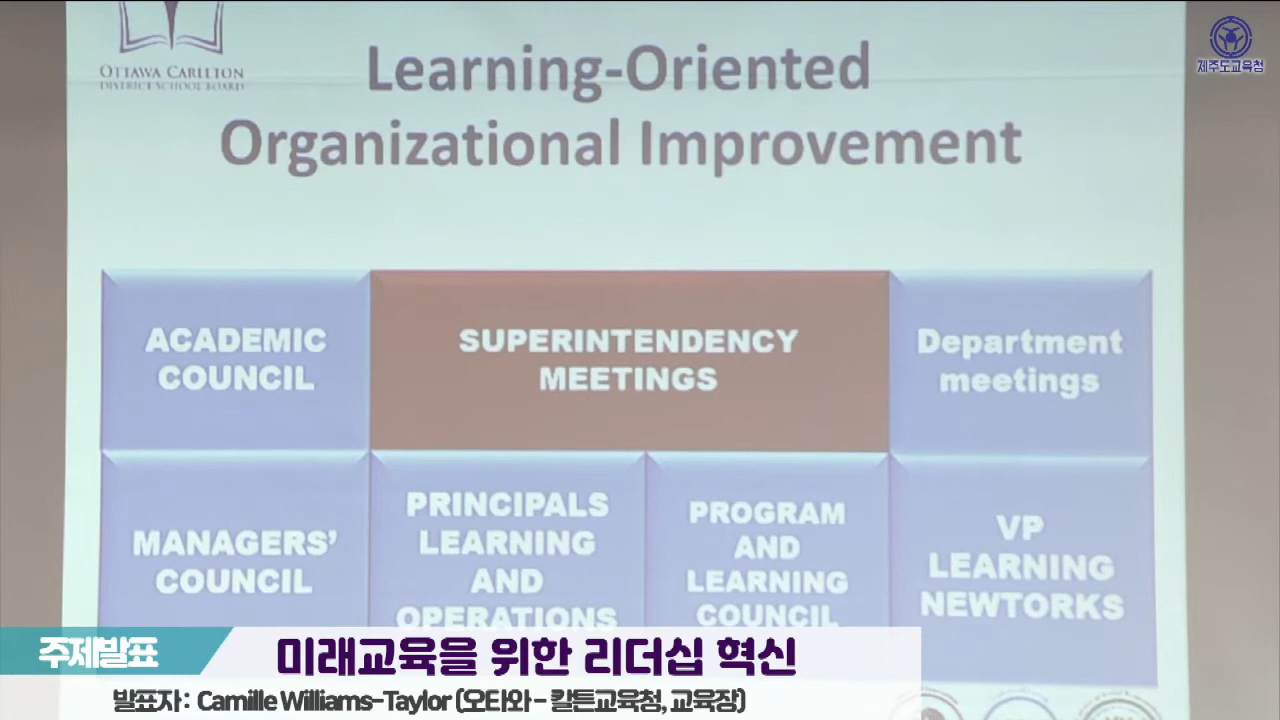 OTTAWA CARLETON
DISTRICT SCHOOL BOARD
제주도교육청
Learning-Oriented
Organizational Improvement
ACADEMIC
COUNCIL
SUPERINTENDENCY
MEETINGS
Department
meetings
MANAGERS’
COUNCIL
PRINCIPALS
LEARNING
AND
OPERATIONS
PROGRAM
AND
LEARNING
COUNCIL
VP
LEARNING
NEWTORKS
주제발표
미래교육을 위한 리더십 혁신
발표자 : Camille Williams-Taylor (오타와 - 칼튼교육청, 교육장)